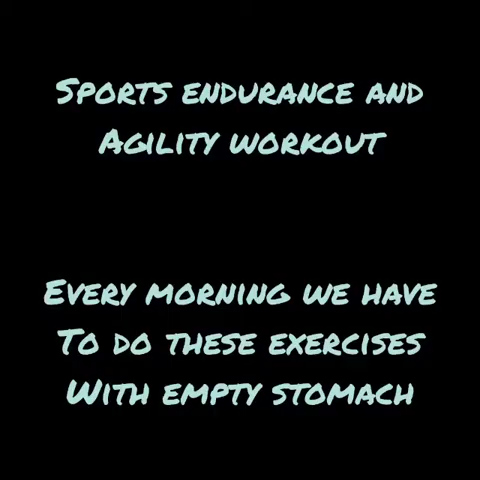 Sports endurance and
Agility workout
Every morning we have
To do these exercises
With empty stomach